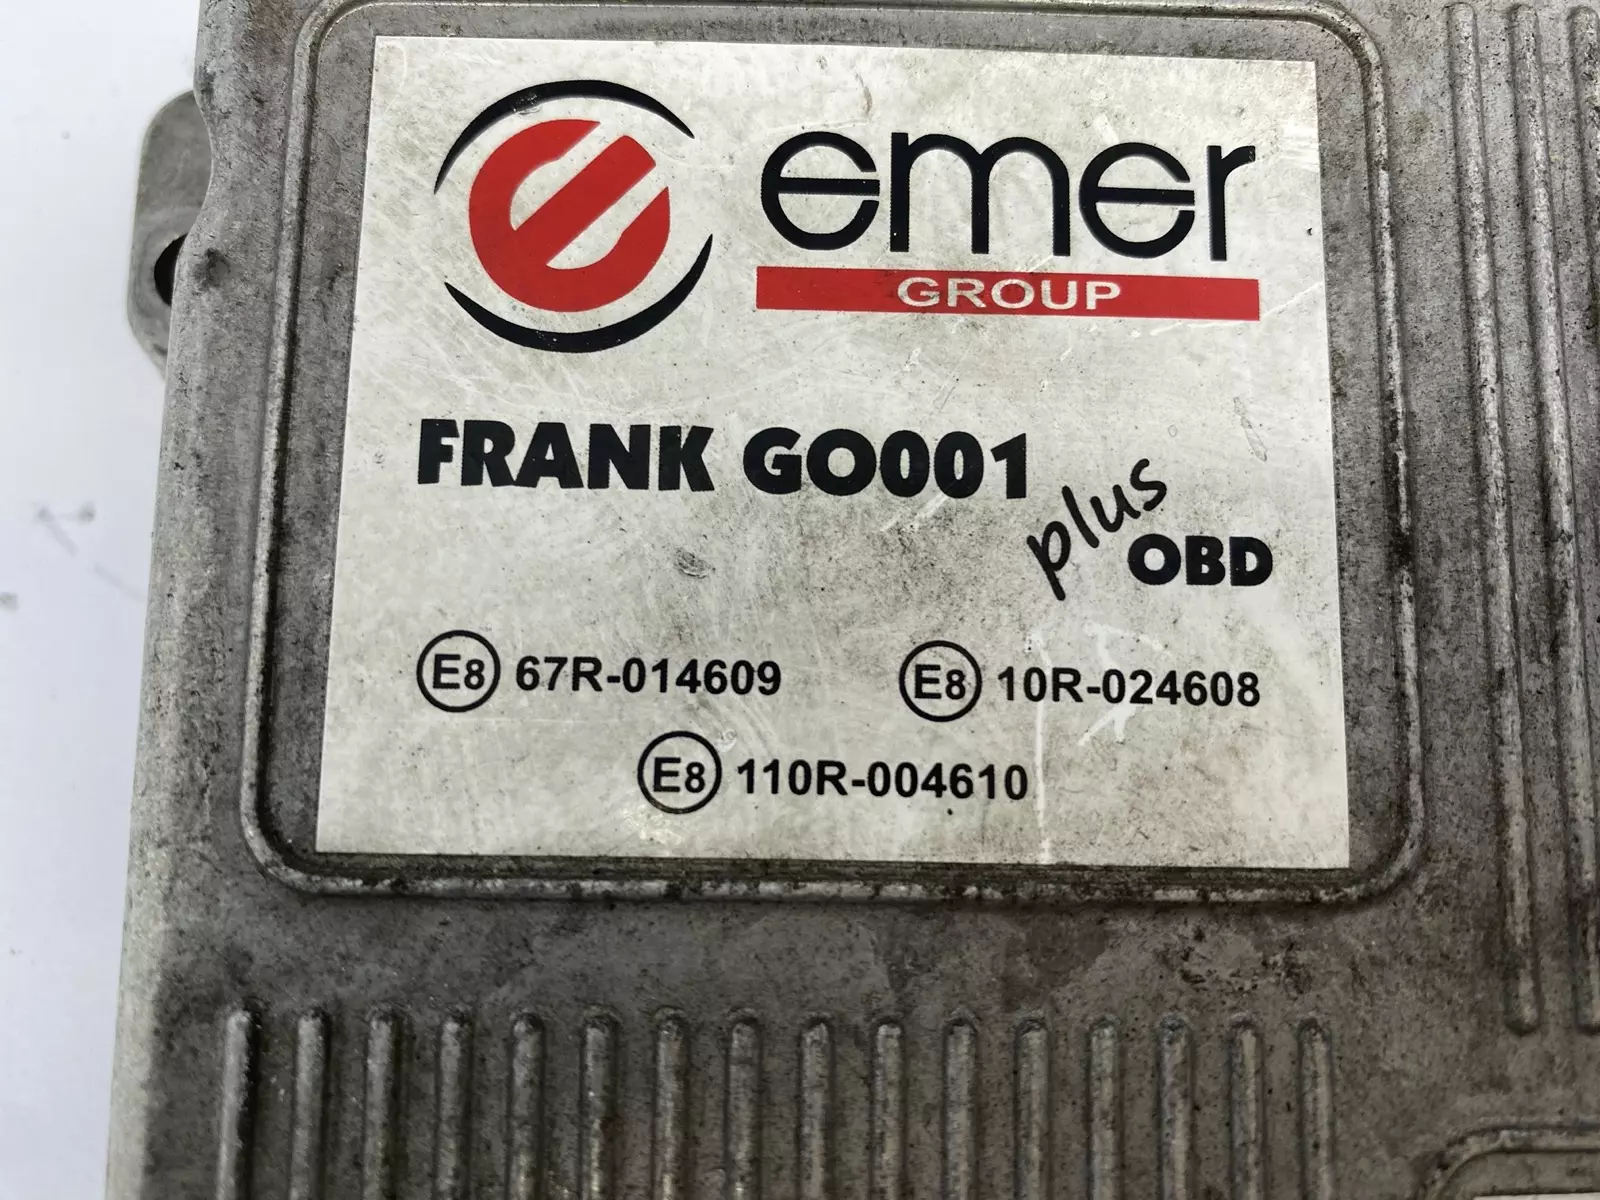 emer
GROUP
FRANK GO001
plus
OBD
E8 67R-014609
E8 10R-024608
E8 110R-004610